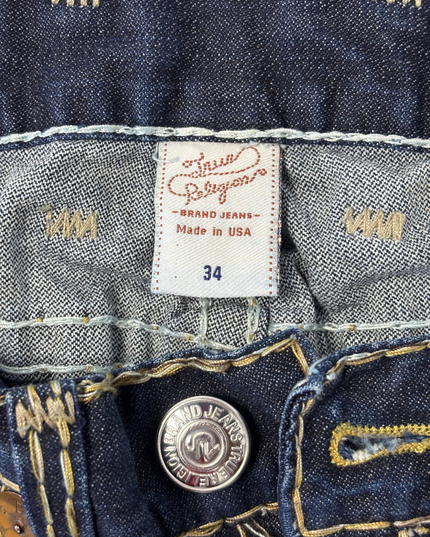 True
Religion
-BRAND JEANS-
Made in USA
34
BRAND JEANS TRUE RELIGION